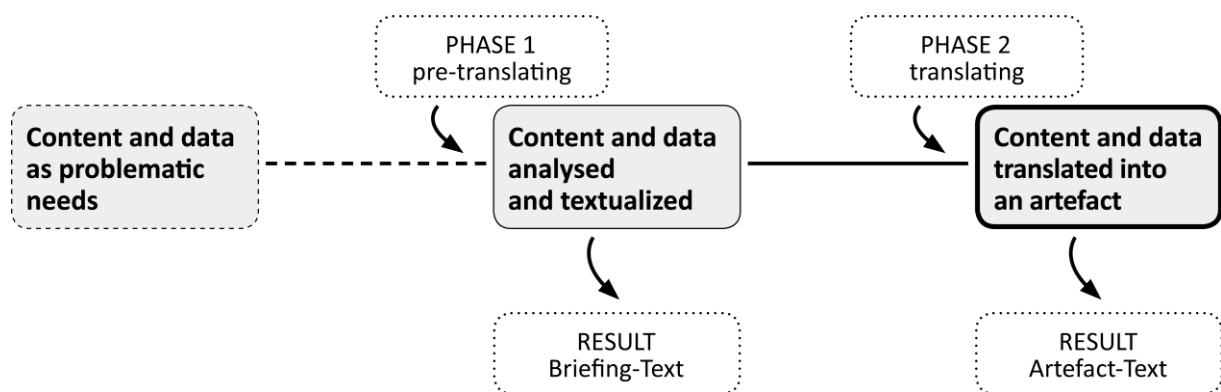 PHASE 1
pre-translating
PHASE 2
translating
Content and data
as problematic
needs
Content and data
analysed
and textualized
Content and data
translated into
an artefact
RESULT
Briefing-Text
RESULT
Artefact-Text